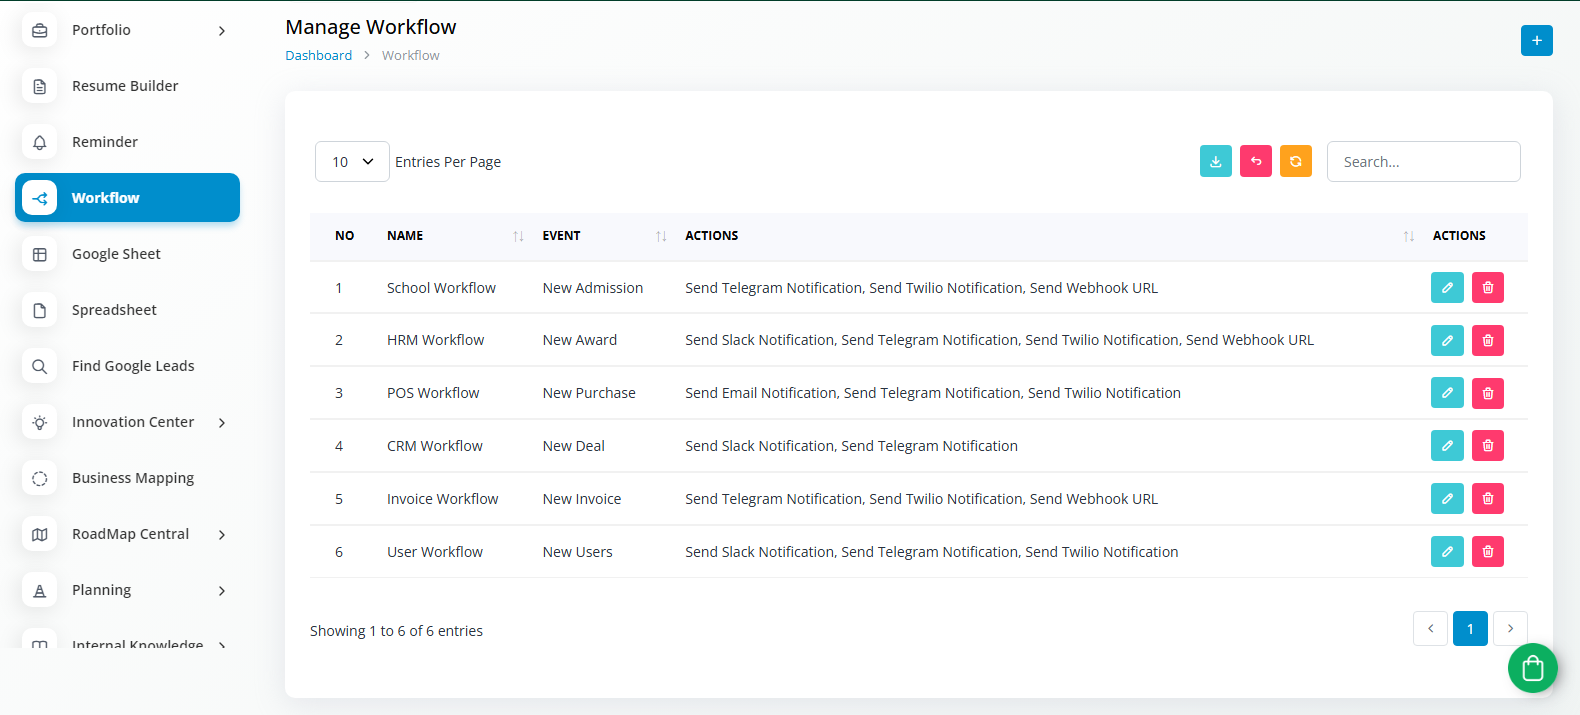 Portfolio
Resume Builder
Reminder
Workflow
Google Sheet
Spreadsheet
Find Google Leads
Innovation Center
Business Mapping
RoadMap Central
Planning
Internal Knowledge
Manage Workflow
Dashboard > Workflow
10 Entries Per Page
Search...
NO NAME EVENT ACTIONS ACTIONS
1 School Workflow New Admission Send Telegram Notification, Send Twilio Notification, Send Webhook URL
2 HRM Workflow New Award Send Slack Notification, Send Telegram Notification, Send Twilio Notification, Send Webhook URL
3 POS Workflow New Purchase Send Email Notification, Send Telegram Notification, Send Twilio Notification
4 CRM Workflow New Deal Send Slack Notification, Send Telegram Notification
5 Invoice Workflow New Invoice Send Telegram Notification, Send Twilio Notification, Send Webhook URL
6 User Workflow New Users Send Slack Notification, Send Telegram Notification, Send Twilio Notification
Showing 1 to 6 of 6 entries
1